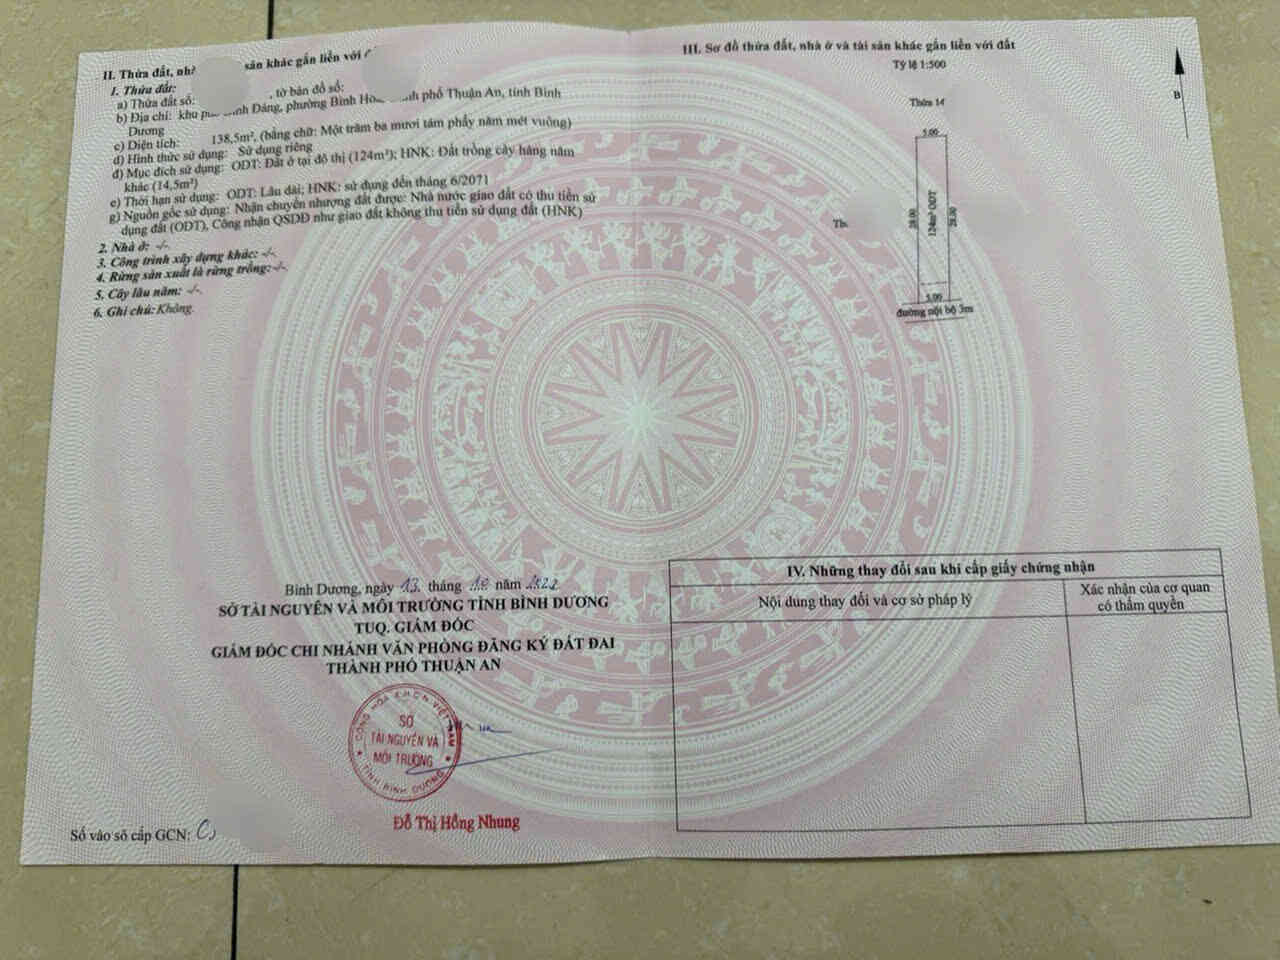 II. Thửa đất, nhà sản khác gắn liền với
1. Thửa đất:
a) Thửa đất số: , tờ bản đồ số:
b) Địa chỉ: khu phố Bình Đáng, phường Bình Hòa, thành phố Thuận An, tỉnh Bình
Dương
c) Diện tích: 138,5m², (bằng chữ: Một trăm ba mươi tám phẩy năm mét vuông)
d) Hình thức sử dụng: Sử dụng riêng
đ) Mục đích sử dụng: ODT: Đất ở tại đô thị (124m²); HNK: Đất trồng cây hàng năm
khác (14,5m²)
e) Thời hạn sử dụng: ODT: Lâu dài; HNK: sử dụng đến tháng 6/2071
g) Nguồn gốc sử dụng: Nhận chuyển nhượng đất được: Nhà nước giao đất có thu tiền sử
dụng đất (ODT), Công nhận QSDĐ như giao đất không thu tiền sử dụng đất (HNK)
2. Nhà ở: -/-.
3. Công trình xây dựng khác: -/-.
4. Rừng sản xuất là rừng trồng: -/-.
5. Cây lâu năm: -/-.
6. Ghi chú: Không.
Bình Dương, ngày 13 tháng năm 2022
SỞ TÀI NGUYÊN VÀ MÔI TRƯỜNG TỈNH BÌNH DƯƠNG
TUQ. GIÁM ĐỐC
GIÁM ĐỐC CHI NHÁNH VĂN PHÒNG ĐĂNG KÝ ĐẤT ĐAI
THÀNH PHỐ THUẬN AN
CỘNG HÒA X.H.C.N VIỆT NAM
SỞ
TÀI NGUYÊN VÀ
MÔI TRƯỜNG
TỈNH BÌNH DƯƠNG
Đỗ Thị Hồng Nhung
Số vào sổ cấp GCN:
III. Sơ đồ thửa đất, nhà ở và tài sản khác gắn liền với đất
Tỷ lệ 1:500
B
Thửa 14
5.00
28.00
124m² ODT
28.00
5.00
đường nội bộ 3m
IV. Những thay đổi sau khi cấp giấy chứng nhận
Nội dung thay đổi và cơ sở pháp lý
Xác nhận của cơ quan
có thẩm quyền